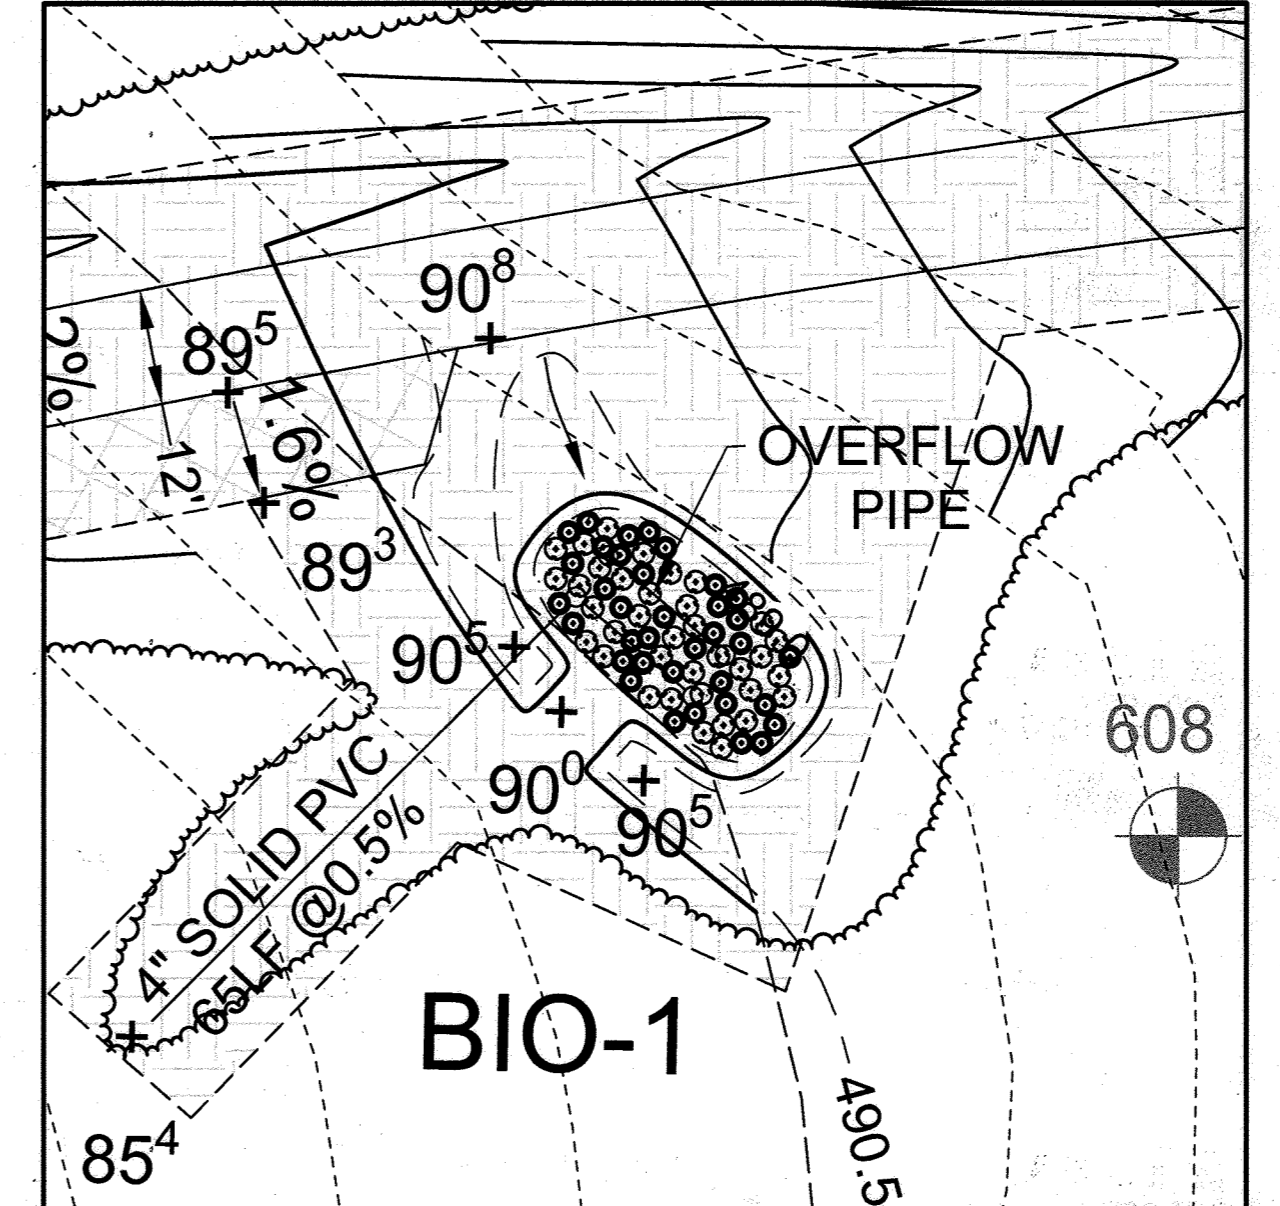 90⁸
2%
89⁵
1.6%
12'
OVERFLOW
PIPE
89³
90⁵
608
90⁰
90⁵
4" SOLID PVC
65LF @0.5%
BIO-1
490.5
85⁴